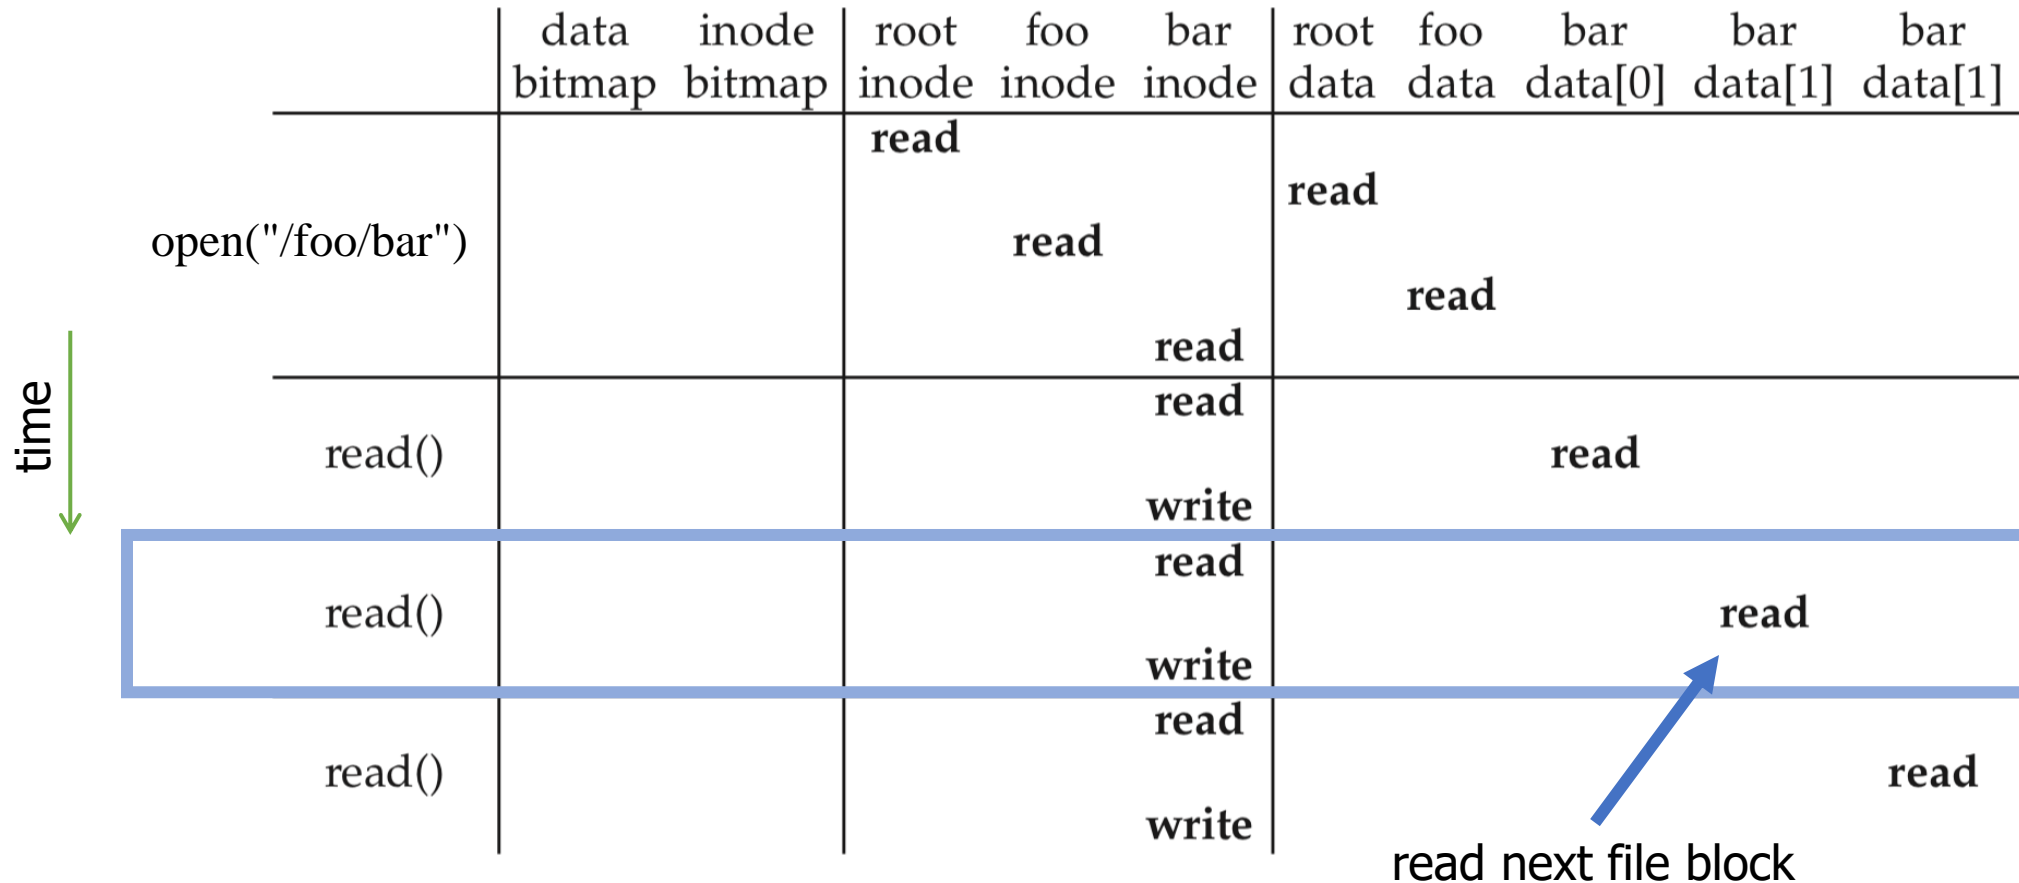 data inode root foo bar root foo bar bar bar
bitmap bitmap inode inode inode data data data[0] data[1] data[1]
read
read
open("/foo/bar") read
read
read
time
read
read() read
write
read
read() read
write
read
read() read
write
read next file block